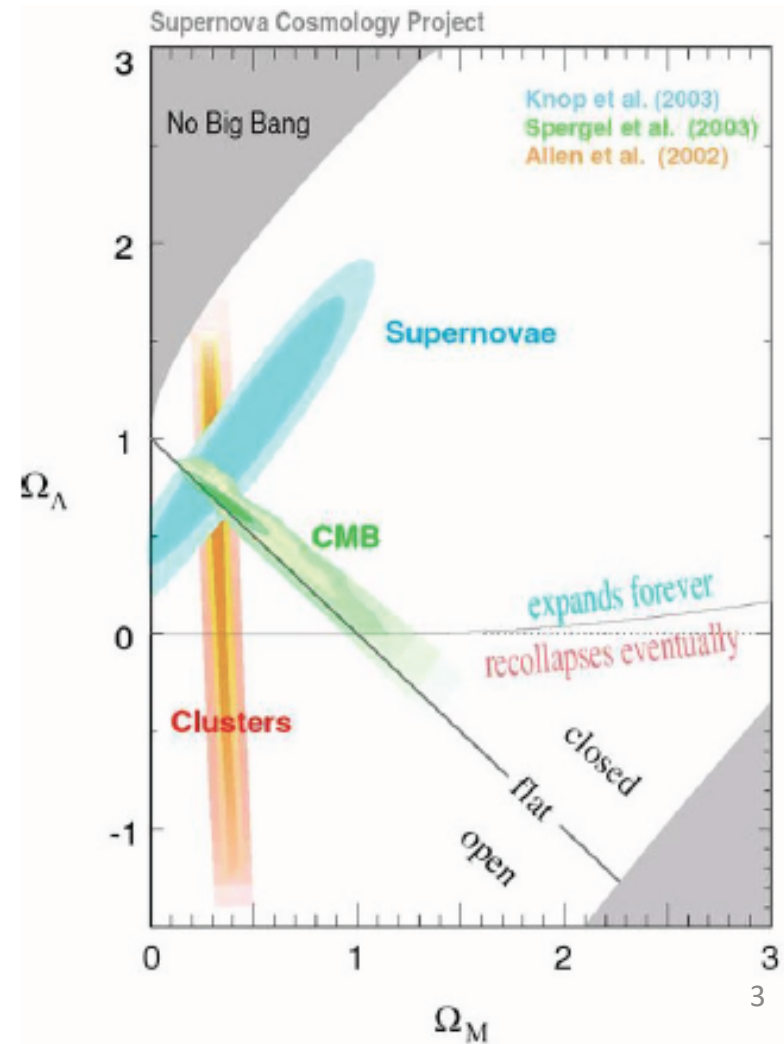 Supernova Cosmology Project
3
No Big Bang
Knop et al. (2003)
Spergel et al. (2003)
Allen et al. (2002)
2
Supernovae
1
Ω_Λ
CMB
expands forever
0
recollapses eventually
Clusters
closed
flat
-1
open
0 1 2 3
3
Ω_M